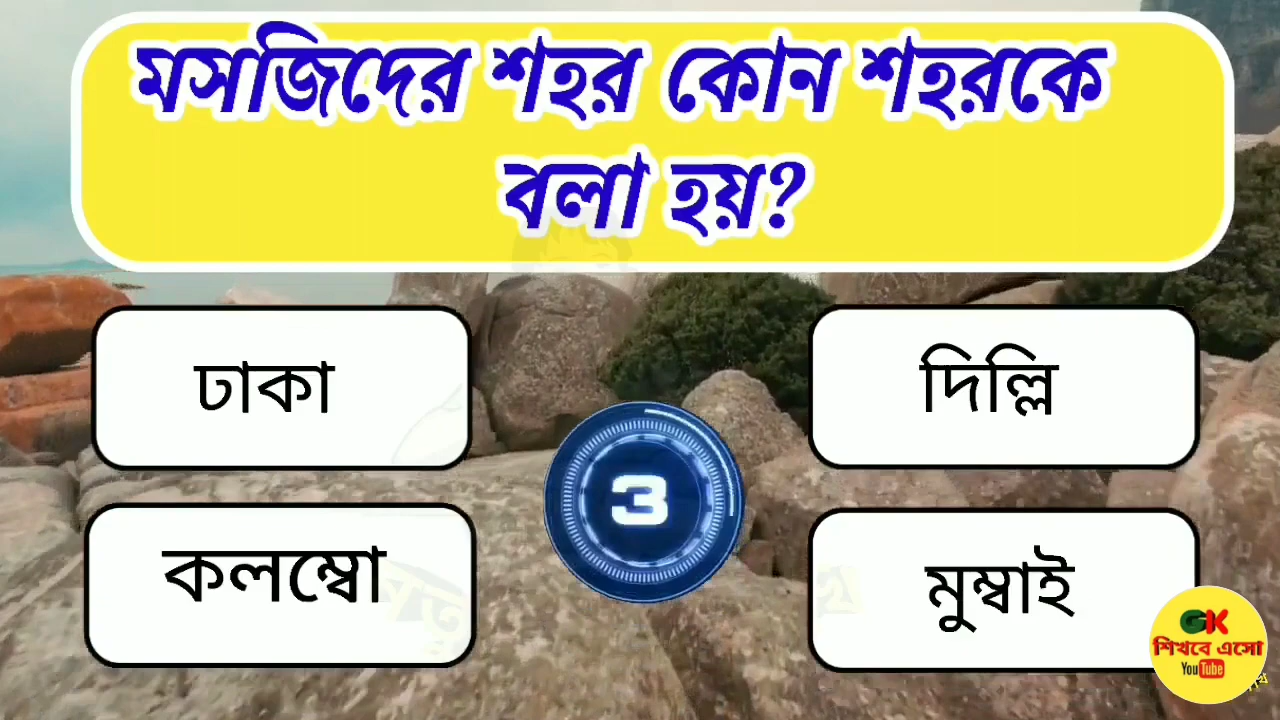 মসজিদের শহর কোন শহরকে
বলা হয়?
ঢাকা
দিল্লি
3
কলম্বো
মুম্বাই
GK
শিখবে এসো
YouTube